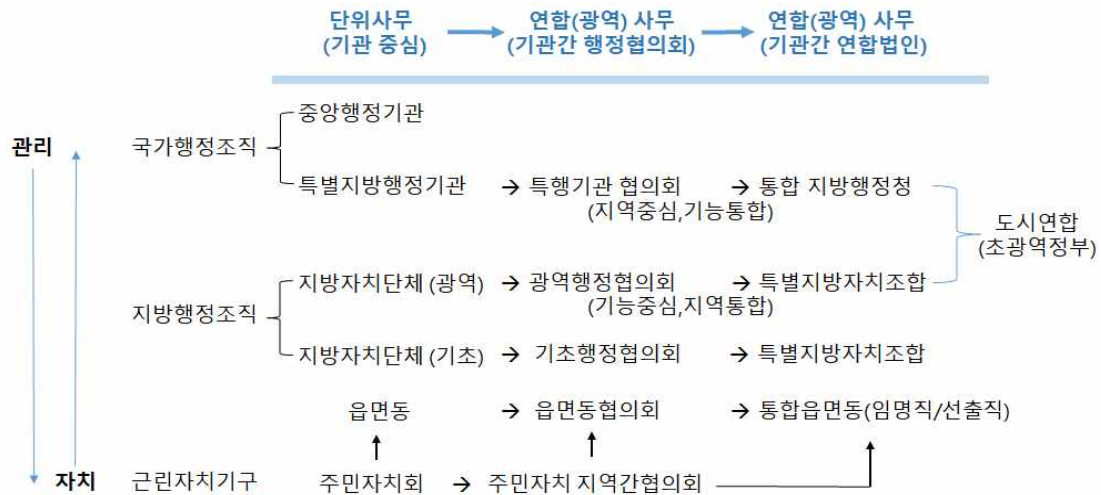 단위사무 → 연합(광역) 사무 → 연합(광역) 사무
(기관 중심) (기관간 행정협의회) (기관간 연합법인)
중앙행정기관
관리 국가행정조직
특별지방행정기관 → 특행기관 협의회 → 통합 지방행정청
(지역중심,기능통합)
도시연합
(초광역정부)
지방자치단체 (광역) → 광역행정협의회 → 특별지방자치조합
(기능중심,지역통합)
지방행정조직
지방자치단체 (기초) → 기초행정협의회 → 특별지방자치조합
읍면동 → 읍면동협의회 → 통합읍면동(임명직/선출직)
자치 근린자치기구 주민자치회 → 주민자치 지역간협의회